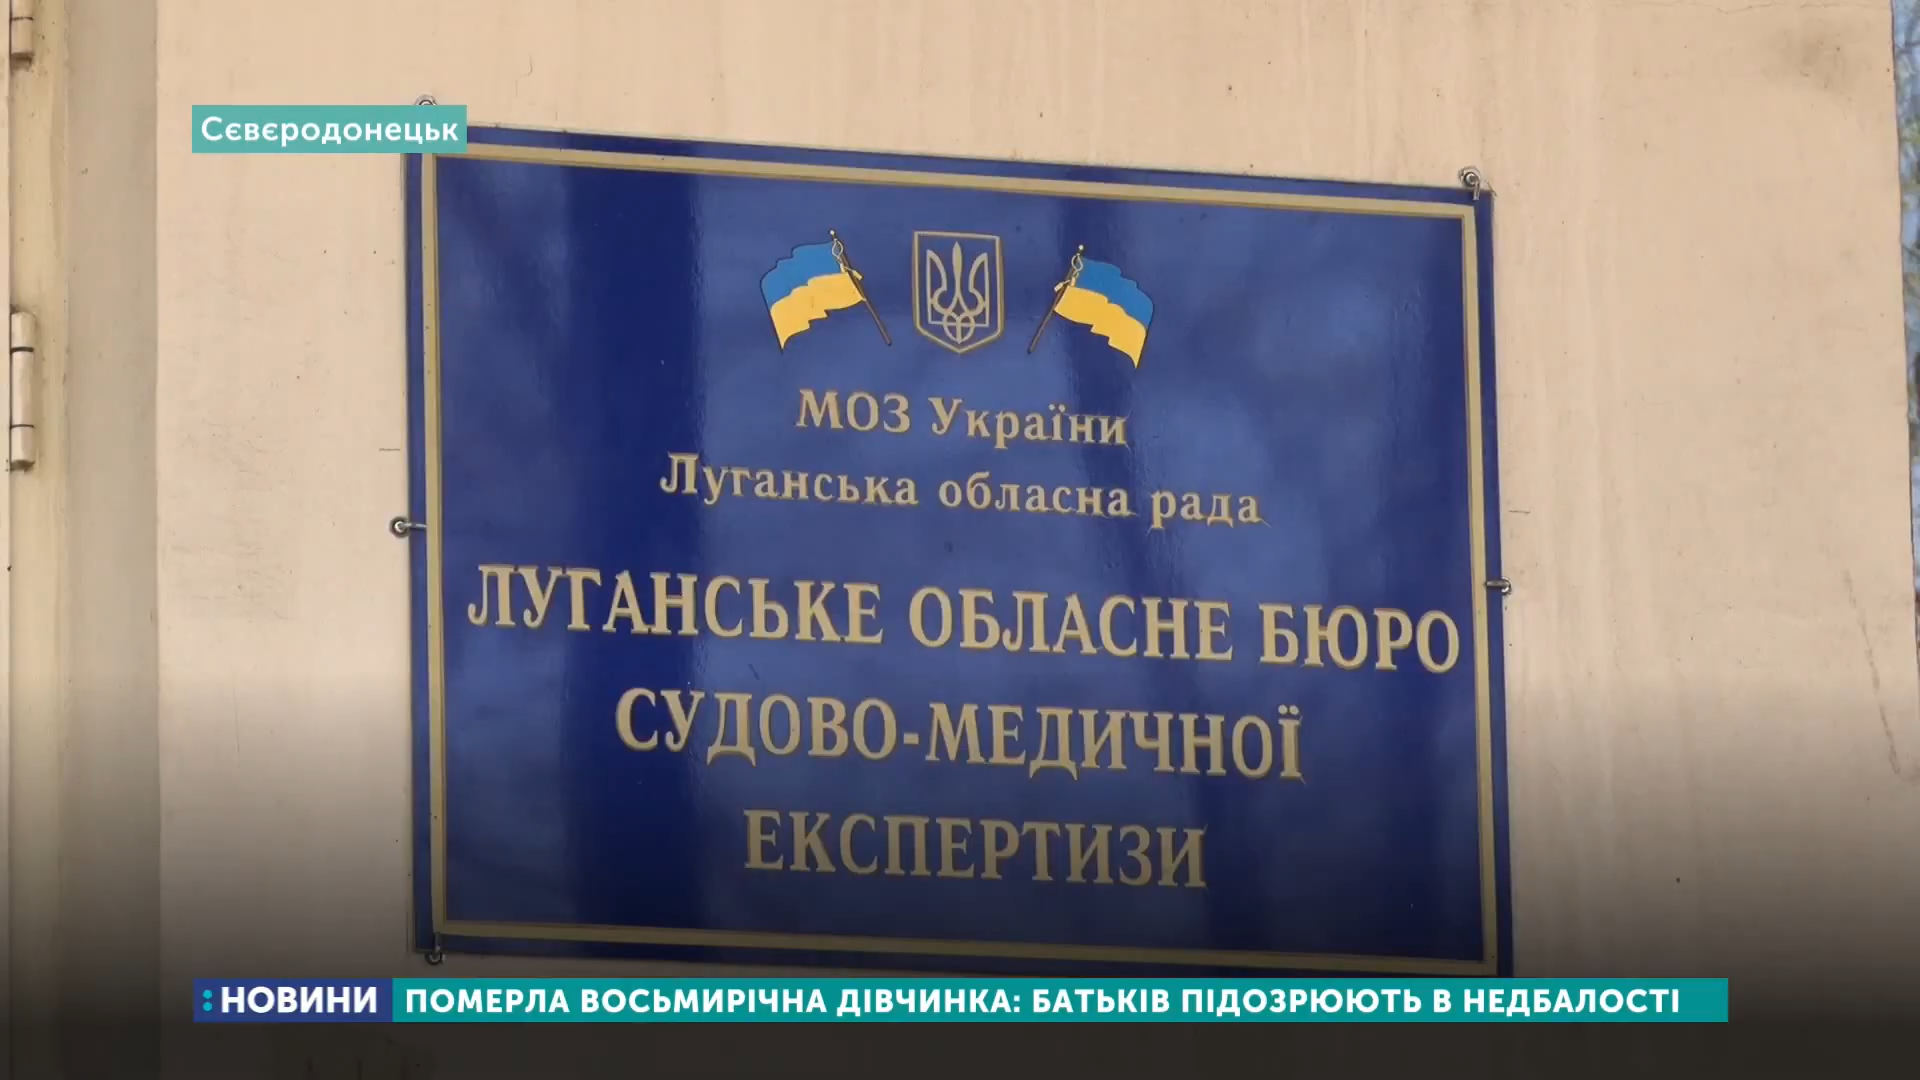 Сєвєродонецьк
МОЗ України
Луганська обласна рада
ЛУГАНСЬКЕ ОБЛАСНЕ БЮРО
СУДОВО-МЕДИЧНОЇ
ЕКСПЕРТИЗИ
:НОВИНИ ПОМЕРЛА ВОСЬМИРІЧНА ДІВЧИНКА: БАТЬКІВ ПІДОЗРЮЮТЬ В НЕДБАЛОСТІ